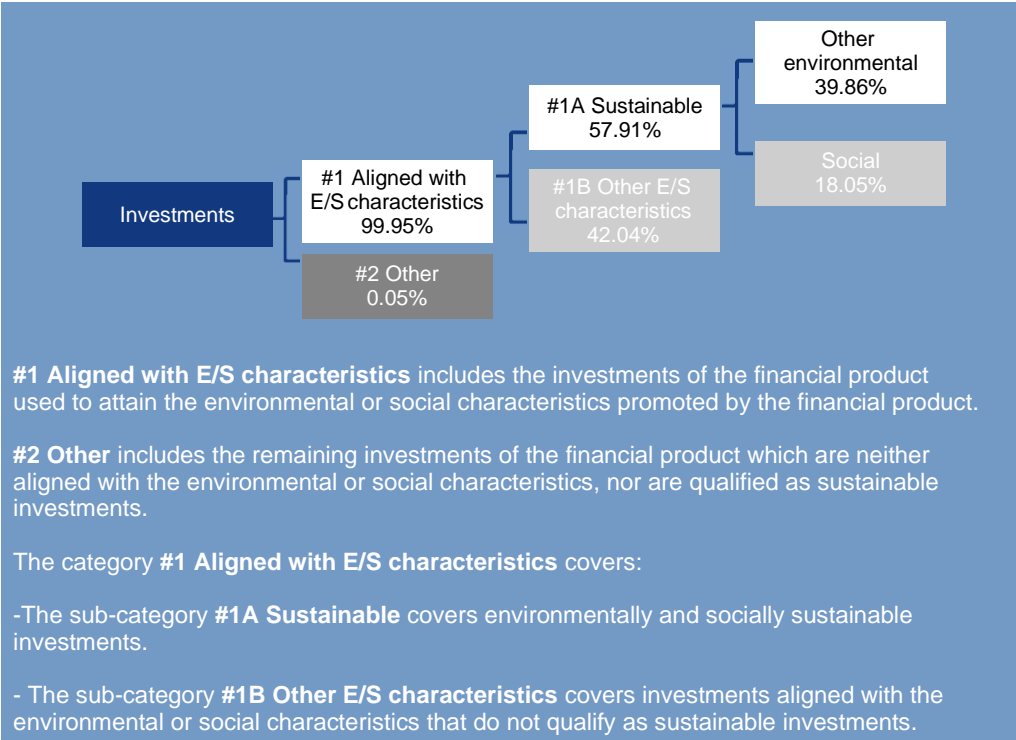 Investments
#1 Aligned with
E/S characteristics
99.95%
#2 Other
0.05%
#1A Sustainable
57.91%
#1B Other E/S
characteristics
42.04%
Other
environmental
39.86%
Social
18.05%
#1 Aligned with E/S characteristics includes the investments of the financial product
used to attain the environmental or social characteristics promoted by the financial product.
#2 Other includes the remaining investments of the financial product which are neither
aligned with the environmental or social characteristics, nor are qualified as sustainable
investments.
The category #1 Aligned with E/S characteristics covers:
-The sub-category #1A Sustainable covers environmentally and socially sustainable
investments.
- The sub-category #1B Other E/S characteristics covers investments aligned with the
environmental or social characteristics that do not qualify as sustainable investments.